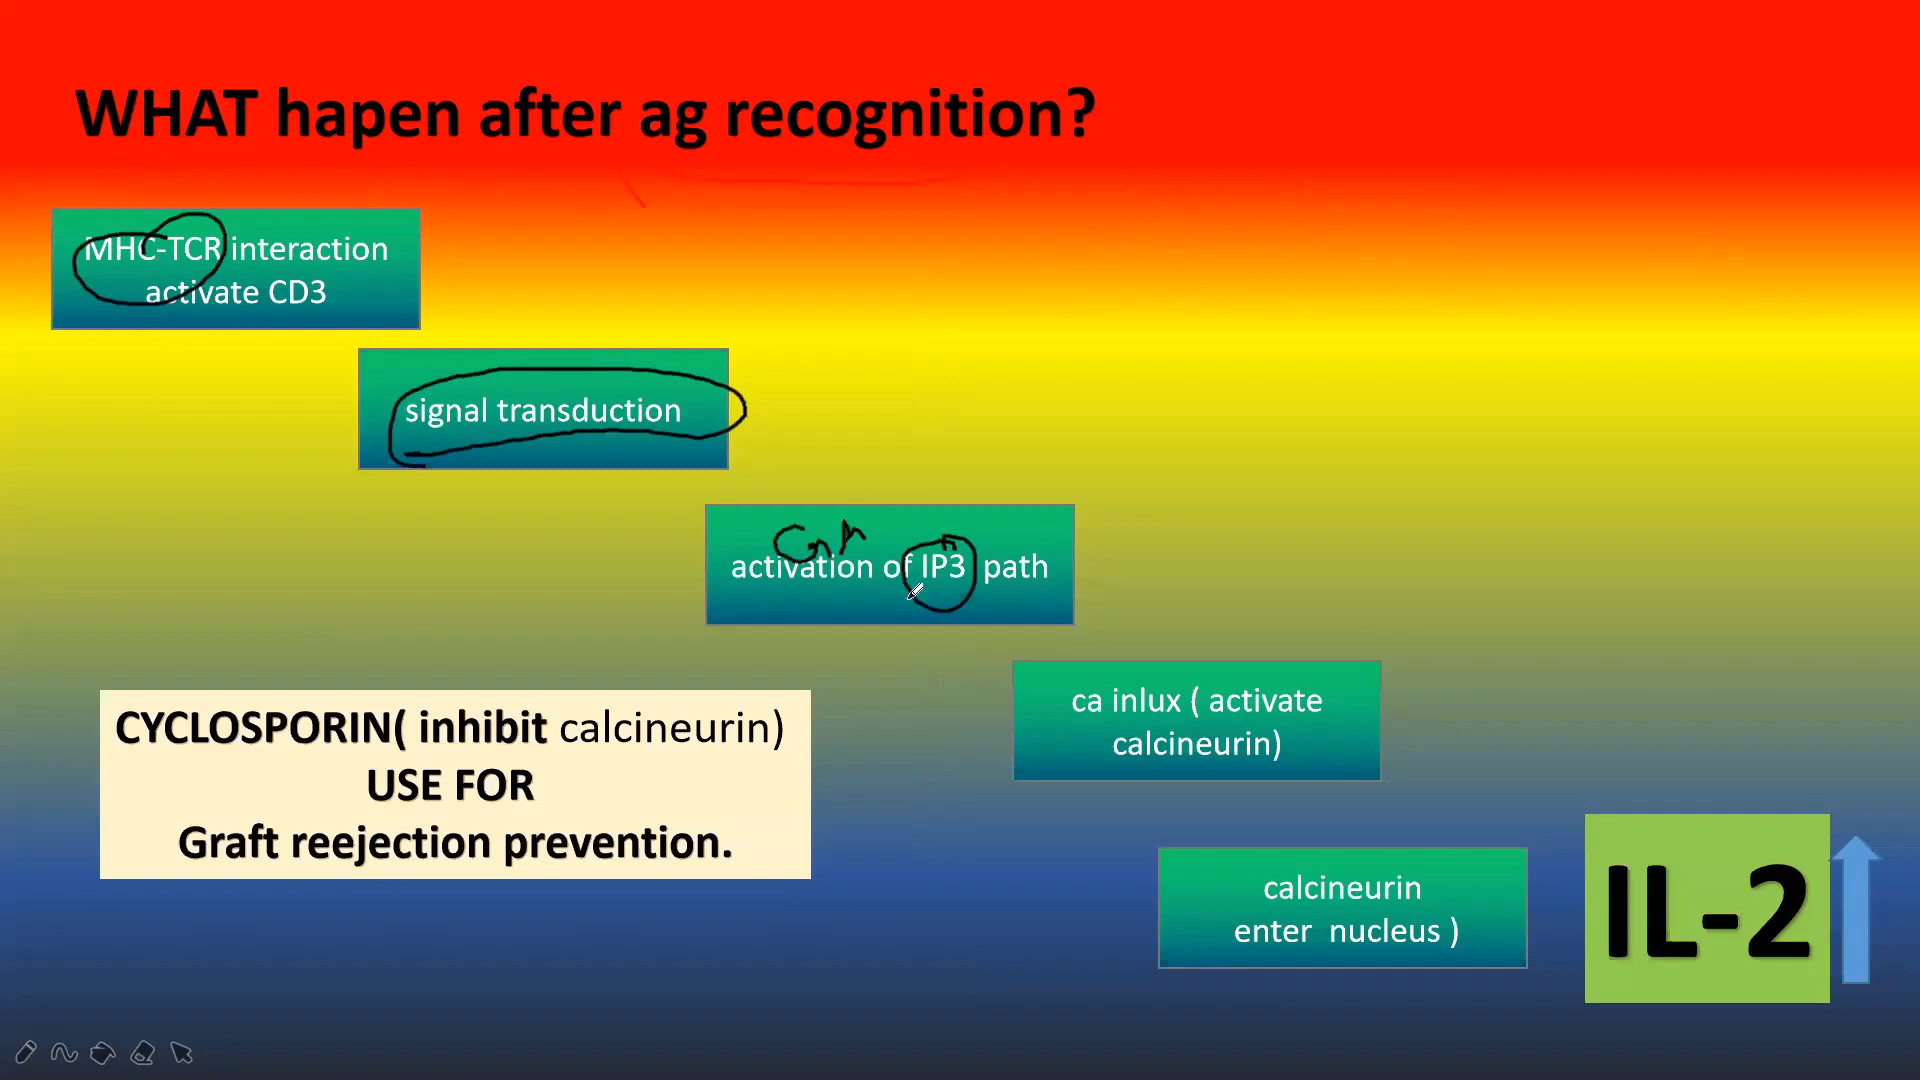 WHAT hapen after ag recognition?
MHC-TCR interaction
activate CD3
signal transduction
activation of IP3 path
ca inlux ( activate
calcineurin)
CYCLOSPORIN( inhibit calcineurin)
USE FOR
Graft reejection prevention.
calcineurin
enter nucleus )
IL-2